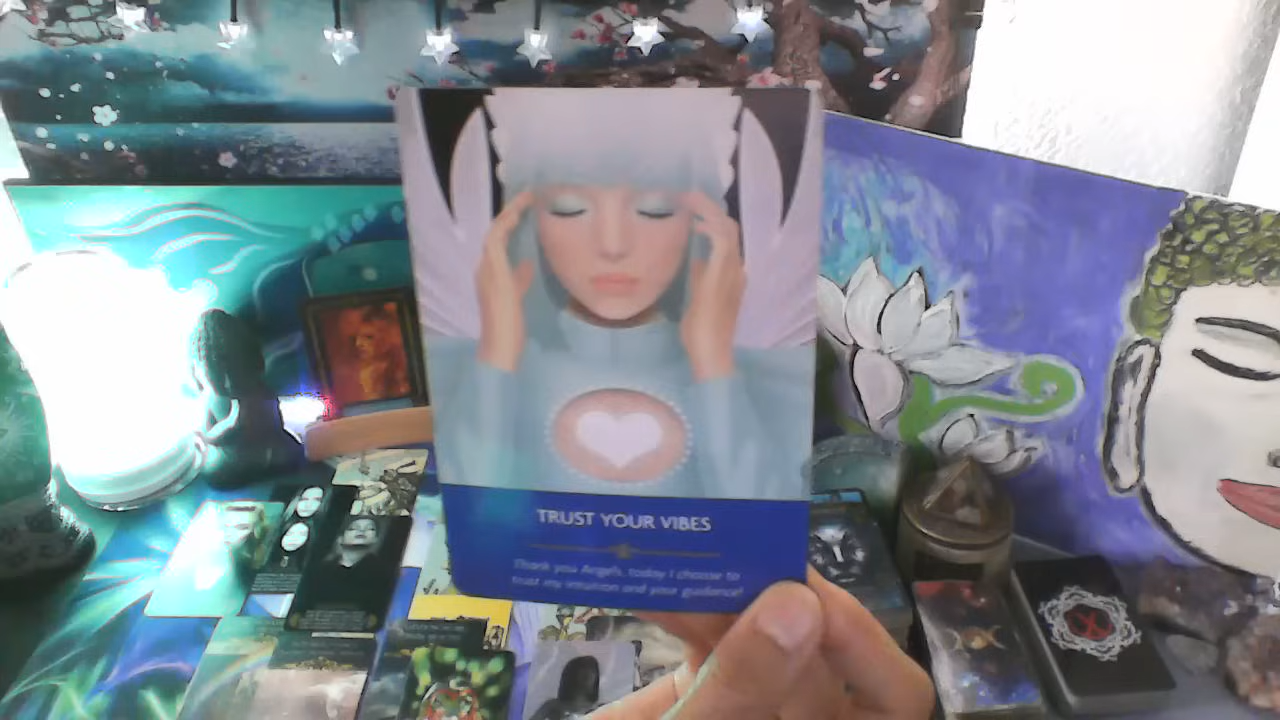 TRUST YOUR VIBES
Thank you Angels, today I choose to
trust my intuition and your guidance!